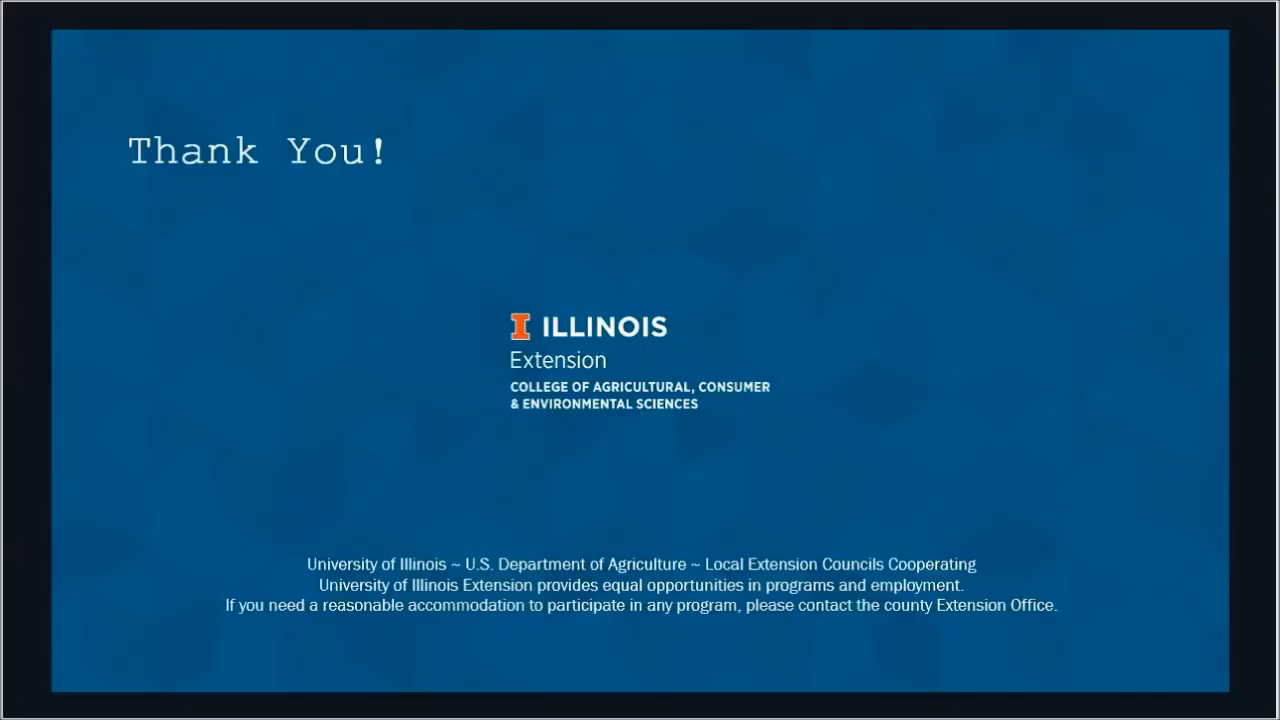 Thank You!
I ILLINOIS
Extension
COLLEGE OF AGRICULTURAL, CONSUMER
& ENVIRONMENTAL SCIENCES
University of Illinois ~ U.S. Department of Agriculture ~ Local Extension Councils Cooperating
University of Illinois Extension provides equal opportunities in programs and employment.
If you need a reasonable accommodation to participate in any program, please contact the county Extension Office.